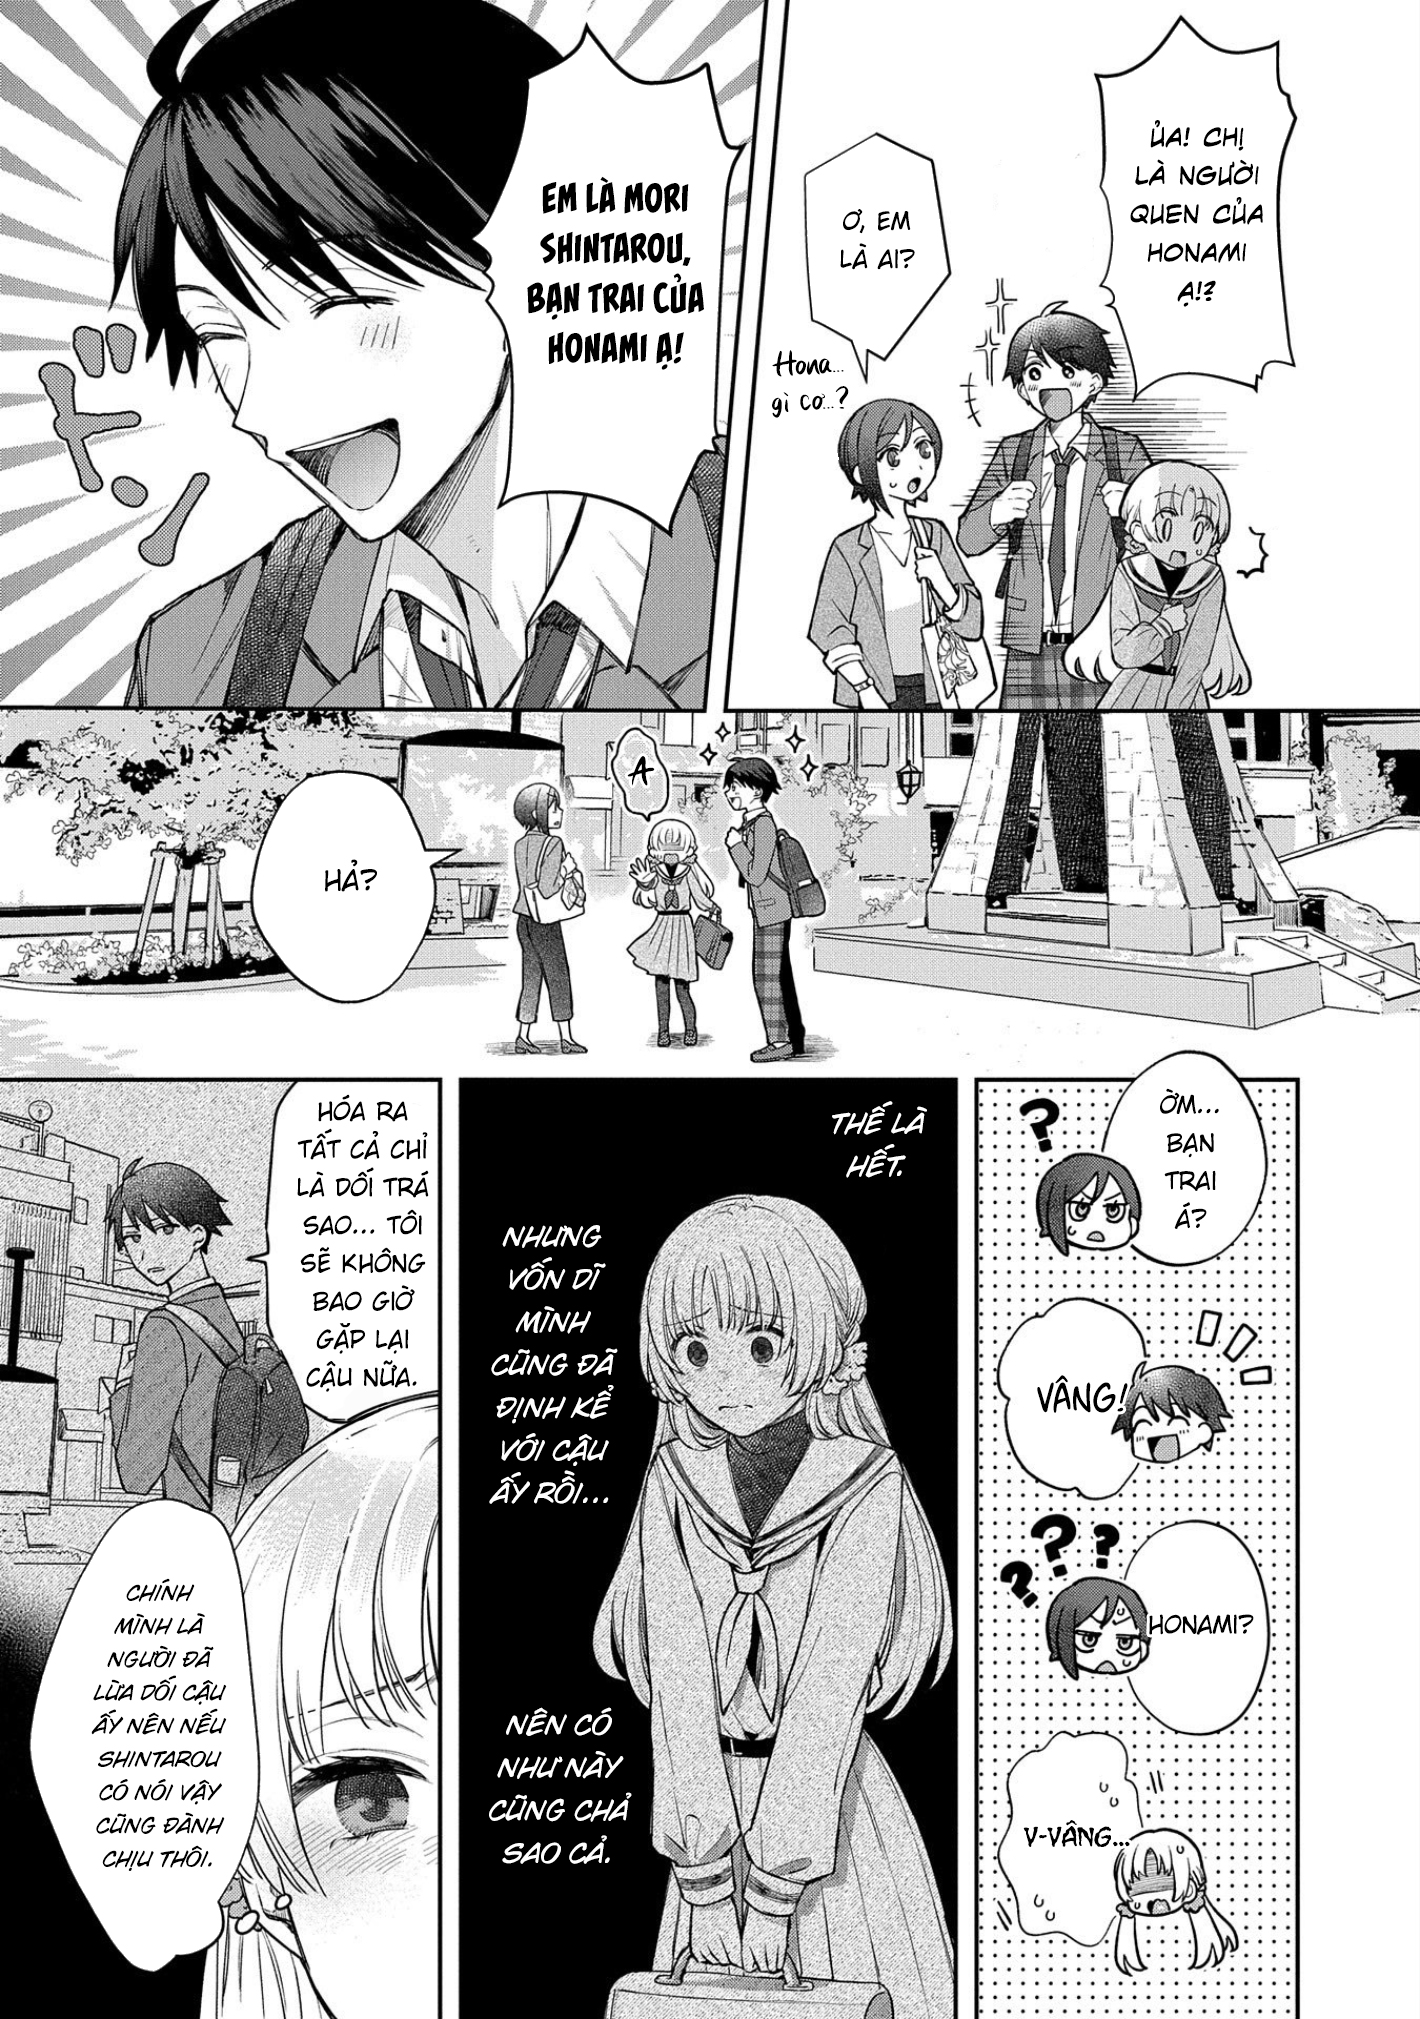 ỦA! CHỊ
LÀ NGƯỜI
QUEN CỦA
HONAMI
Ạ!?
Ơ, EM
LÀ AI?
Hona...
gì cơ...?
EM LÀ MORI
SHINTAROU,
BẠN TRAI CỦA
HONAMI Ạ!
ドン
A
HẢ?
ỜM...
BẠN
TRAI
Á?
VÂNG!
HONAMI?
V-VÂNG...
THẾ LÀ
HẾT.
NHƯNG
VỐN DĨ
MÌNH
CŨNG ĐÃ
ĐỊNH KỂ
VỚI CẬU
ẤY RỒI...
NÊN CÓ
NHƯ NÀY
CŨNG CHẢ
SAO CẢ.
HÓA RA
TẤT CẢ CHỈ
LÀ DỐI TRÁ
SAO... TÔI
SẼ KHÔNG
BAO GIỜ
GẶP LẠI
CẬU NỮA.
CHÍNH
MÌNH LÀ
NGƯỜI ĐÃ
LỪA DỐI CẬU
ẤY NÊN NẾU
SHINTAROU
CÓ NÓI VẬY
CŨNG ĐÀNH
CHỊU THÔI.